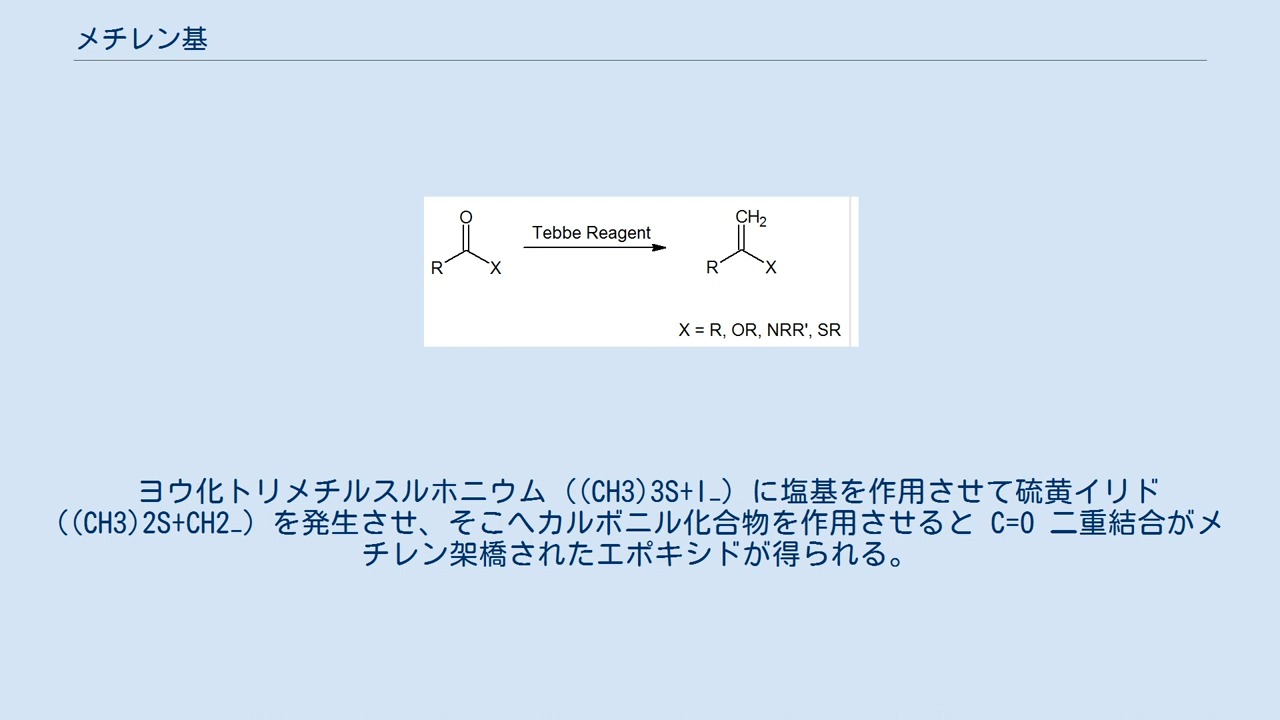 メチレン基
O
R
X
Tebbe Reagent
CH2
R
X
X = R, OR, NRR', SR
ヨウ化トリメチルスルホニウム ((CH3)3S+I−) に塩基を作用させて硫黄イリド
((CH3)2S+CH2−) を発生させ、そこへカルボニル化合物を作用させると C=O 二重結合がメ
チレン架橋されたエポキシドが得られる。